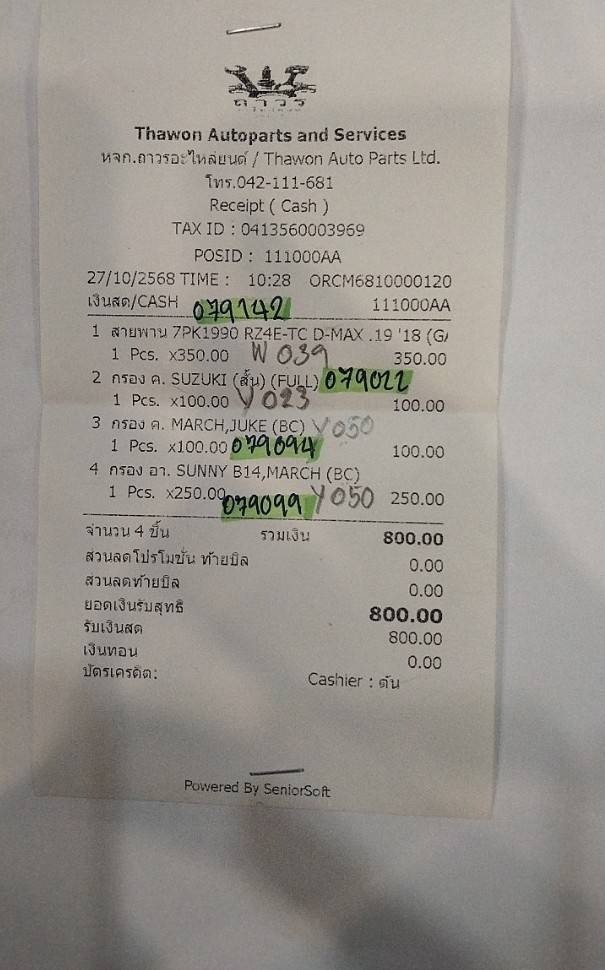 ถาวร
Thawon Autoparts and Services
หจก.ถาวรอะไหล่ยนต์ / Thawon Auto Parts Ltd.
โทร.042-111-681
Receipt ( Cash )
TAX ID : 0413560003969
POSID : 111000AA
27/10/2568 TIME : 10:28 ORCM6810000120
เงินสด/CASH 079142 111000AA
1 สายพาน 7PK1990 RZ4E-TC D-MAX .19 '18 (G/
1 Pcs. x350.00 W 039 350.00
2 กรอง ค. SUZUKI (สั้น) (FULL) 079022
1 Pcs. x100.00 V 023 100.00
3 กรอง ค. MARCH,JUKE (BC) V 050
1 Pcs. x100.00 079094 100.00
4 กรอง อา. SUNNY B14,MARCH (BC)
1 Pcs. x250.00 079099 Y 050 250.00
จำนวน 4 ชิ้น รวมเงิน 800.00
ส่วนลดโปรโมชั่น ท้ายบิล 0.00
ส่วนลดท้ายบิล 0.00
ยอดเงินรับสุทธิ 800.00
รับเงินสด 800.00
เงินทอน 0.00
บัตรเครดิต:
Cashier : ต้น
Powered By SeniorSoft